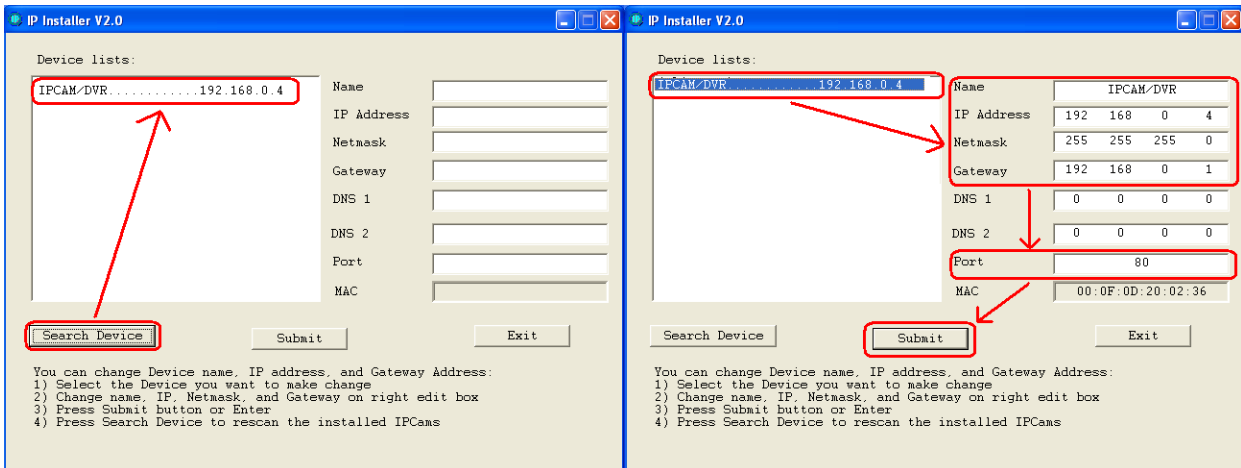 IP Installer V2.0
Device lists:
IPCAM/DVR............192.168.0.4
Name
IP Address
Netmask
Gateway
DNS 1
DNS 2
Port
MAC
Search Device
Submit
Exit
You can change Device name, IP address, and Gateway Address:
1) Select the Device you want to make change
2) Change name, IP, Netmask, and Gateway on right edit box
3) Press Submit button or Enter
4) Press Search Device to rescan the installed IPCams
IP Installer V2.0
Device lists:
IPCAM/DVR............192.168.0.4
Name IPCAM/DVR
IP Address 192 168 0 4
Netmask 255 255 255 0
Gateway 192 168 0 1
DNS 1 0 0 0 0
DNS 2 0 0 0 0
Port 80
MAC 00:0F:0D:20:02:36
Search Device
Submit
Exit
You can change Device name, IP address, and Gateway Address:
1) Select the Device you want to make change
2) Change name, IP, Netmask, and Gateway on right edit box
3) Press Submit button or Enter
4) Press Search Device to rescan the installed IPCams